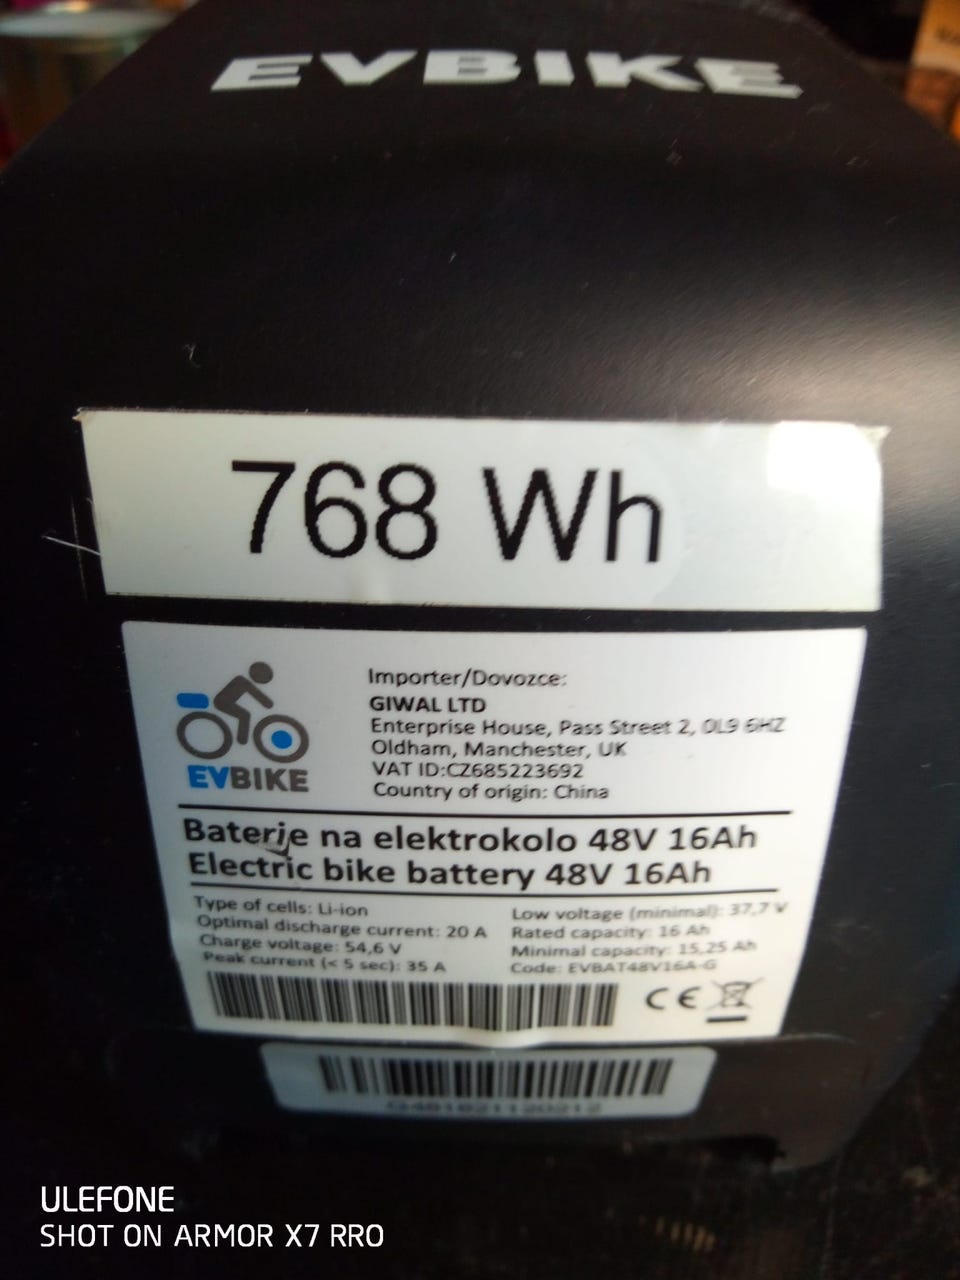 EVBIKE
768 Wh
Importer/Dovozce:
GIWAL LTD
Enterprise House, Pass Street 2, OL9 6HZ
Oldham, Manchester, UK
VAT ID:CZ685223692
Country of origin: China
EVBIKE
Baterie na elektrokolo 48V 16Ah
Electric bike battery 48V 16Ah
Type of cells: Li-ion
Optimal discharge current: 20 A
Charge voltage: 54,6 V
Peak current (< 5 sec): 35 A
Low voltage (minimal): 37,7 V
Rated capacity: 16 Ah
Minimal capacity: 15,25 Ah
Code: EVBAT48V16A-G
CE
ULEFONE
SHOT ON ARMOR X7 RRO